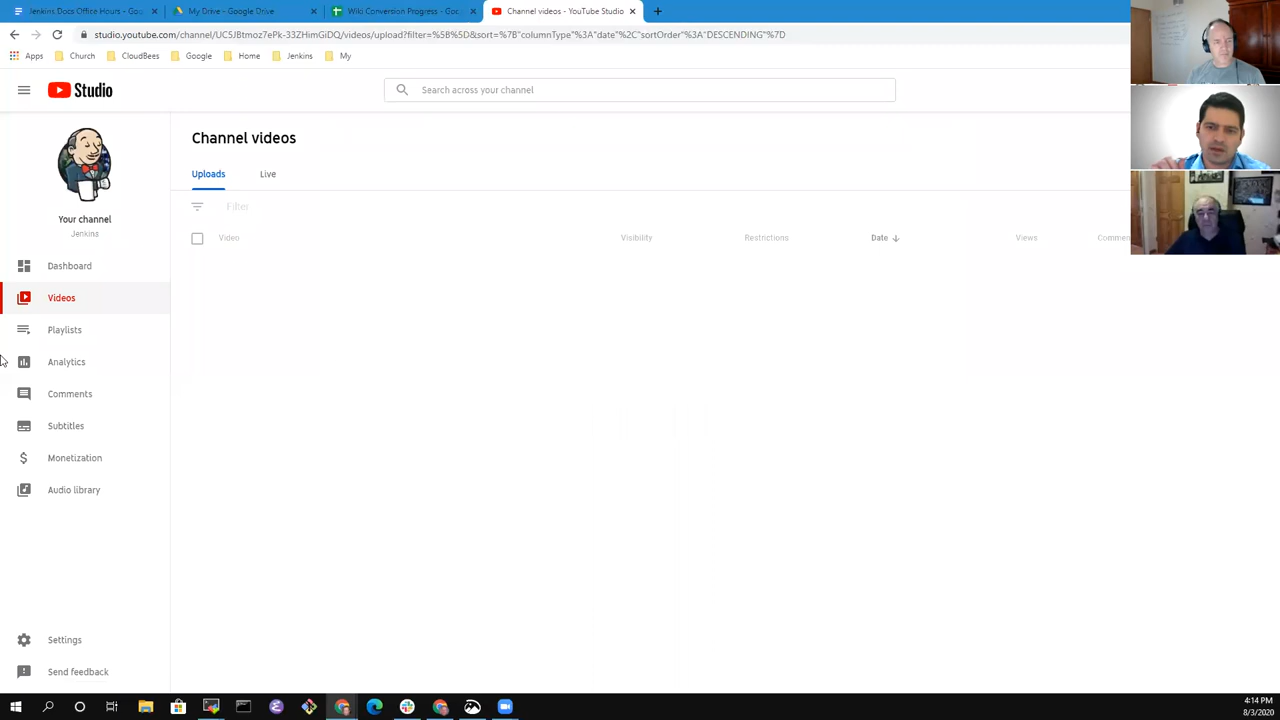 Jenkins Docs Office Hours - G
My Drive - Google Drive
Wiki Conversion Progress - Goo
Channel videos - YouTube Studio
studio.youtube.com/channel/UC5JBtmoz7ePk-33ZHimGiDQ/videos/upload?filter=%5B%5D&sort=%7B"columnType"%3A"date"%2C"sortOrder"%3A"DESCENDING"%7D
Apps
Church
CloudBees
Google
Home
Jenkins
My
Studio
Search across your channel
Channel videos
Uploads
Live
Filter
Video
Visibility
Restrictions
Date
Views
Commen
Your channel
Jenkins
Dashboard
Videos
Playlists
Analytics
Comments
Subtitles
Monetization
Audio library
Settings
Send feedback
4:14 PM
8/3/2020